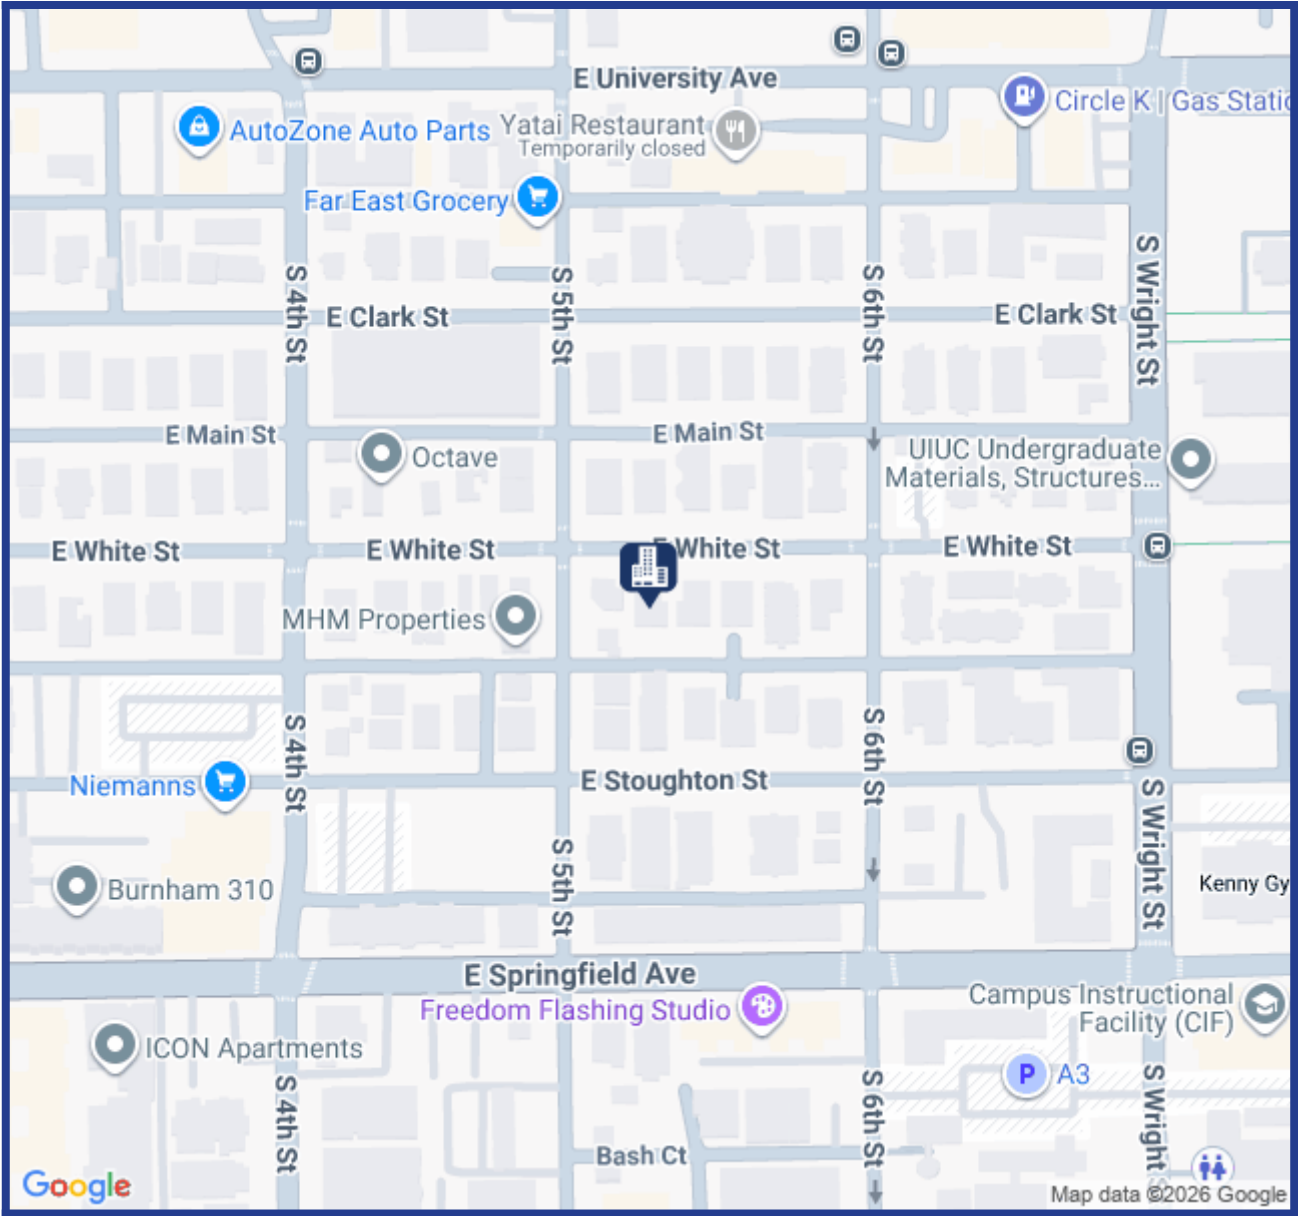 E University Ave
Circle K | Gas Static
AutoZone Auto Parts
Yatai Restaurant
Temporarily closed
Far East Grocery
S 4th St
S 5th St
S 6th St
S Wright St
E Clark St
E Clark St
E Main St
E Main St
Octave
UIUC Undergraduate
Materials, Structures...
E White St
E White St
E White St
E White St
MHM Properties
S 4th St
S 6th St
Niemanns
E Stoughton St
S 5th St
S Wright St
Burnham 310
Kenny Gy
E Springfield Ave
Freedom Flashing Studio
Campus Instructional
Facility (CIF)
ICON Apartments
P A3
S 4th St
S 6th St
S Wright S
Bash Ct
Google
Map data ©2026 Google